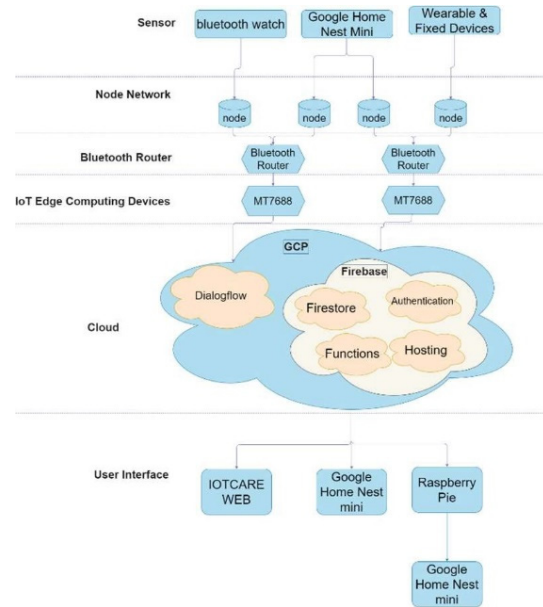 Sensor
bluetooth watch
Google Home
Nest Mini
Wearable &
Fixed Devices
Node Network
node
node
node
node
Bluetooth Router
Bluetooth
Router
Bluetooth
Router
IoT Edge Computing Devices
MT7688
MT7688
Cloud
GCP
Dialogflow
Firebase
Firestore
Authentication
Functions
Hosting
User Interface
IOTCARE
WEB
Google
Home Nest
mini
Raspberry
Pie
Google
Home Nest
mini